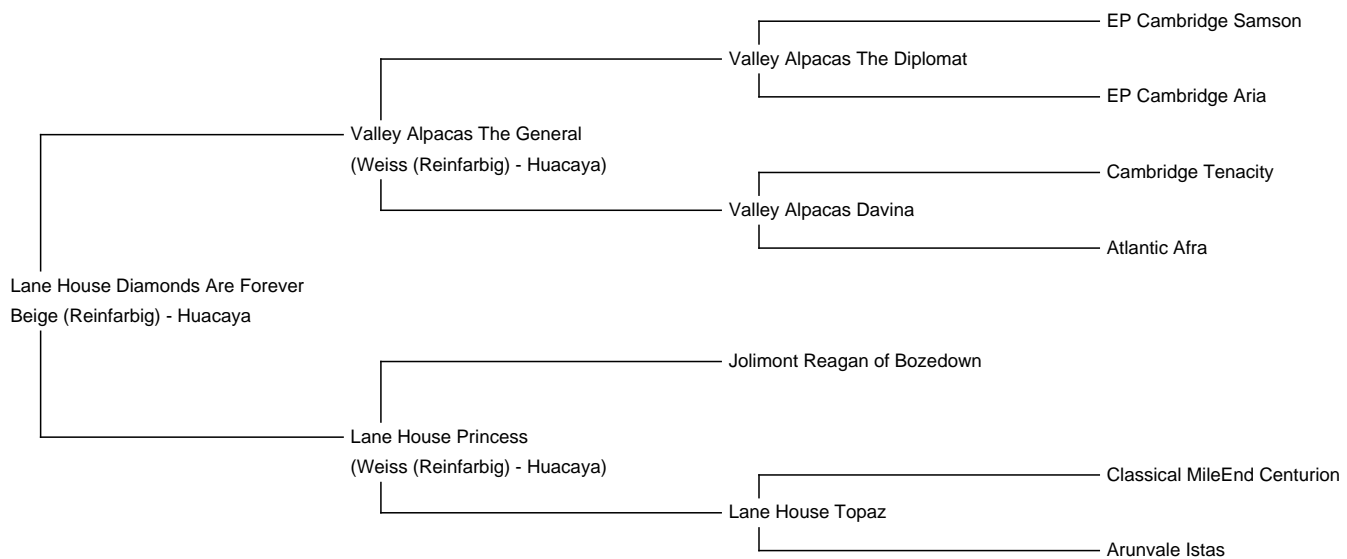 EP Cambridge Samson
Valley Alpacas The Diplomat
EP Cambridge Aria
Valley Alpacas The General
(Weiss (Reinfarbig) - Huacaya)
Cambridge Tenacity
Valley Alpacas Davina
Atlantic Afra
Lane House Diamonds Are Forever
Beige (Reinfarbig) - Huacaya
Jolimont Reagan of Bozedown
Lane House Princess
(Weiss (Reinfarbig) - Huacaya)
Classical MileEnd Centurion
Lane House Topaz
Arunvale Istas